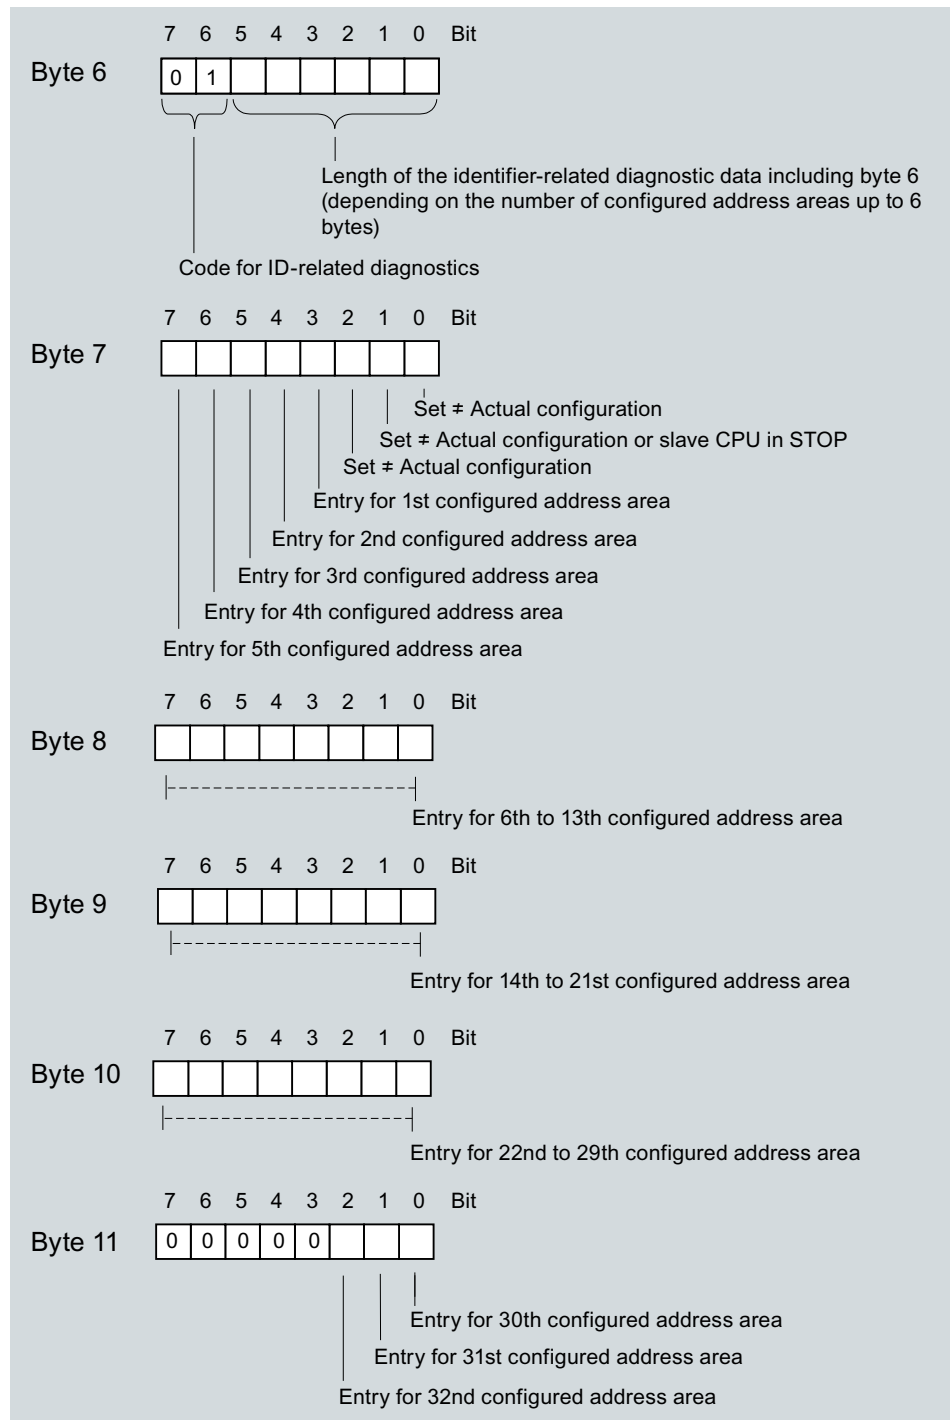 7 6 5 4 3 2 1 0 Bit
Byte 6
0 1
Length of the identifier-related diagnostic data including byte 6
(depending on the number of configured address areas up to 6
bytes)
Code for ID-related diagnostics
7 6 5 4 3 2 1 0 Bit
Byte 7
Set ≠ Actual configuration
Set ≠ Actual configuration or slave CPU in STOP
Set ≠ Actual configuration
Entry for 1st configured address area
Entry for 2nd configured address area
Entry for 3rd configured address area
Entry for 4th configured address area
Entry for 5th configured address area
7 6 5 4 3 2 1 0 Bit
Byte 8
Entry for 6th to 13th configured address area
7 6 5 4 3 2 1 0 Bit
Byte 9
Entry for 14th to 21st configured address area
7 6 5 4 3 2 1 0 Bit
Byte 10
Entry for 22nd to 29th configured address area
7 6 5 4 3 2 1 0 Bit
Byte 11
0 0 0 0 0
Entry for 30th configured address area
Entry for 31st configured address area
Entry for 32nd configured address area